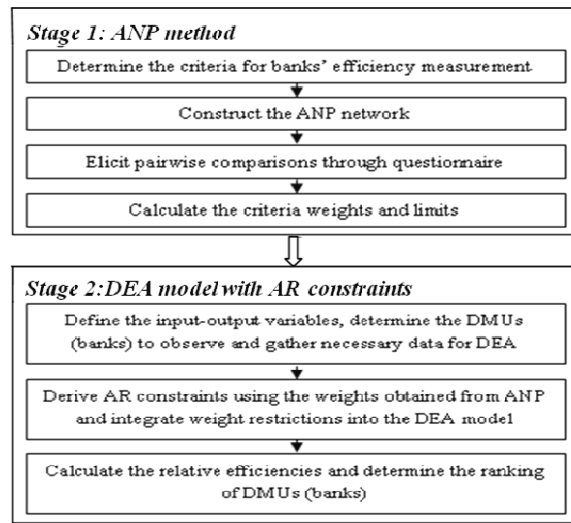 Stage 1: ANP method
Determine the criteria for banks' efficiency measurement
Construct the ANP network
Elicit pairwise comparisons through questionnaire
Calculate the criteria weights and limits
Stage 2:DEA model with AR constraints
Define the input-output variables, determine the DMUs
(banks) to observe and gather necessary data for DEA
Derive AR constraints using the weights obtained from ANP
and integrate weight restrictions into the DEA model
Calculate the relative efficiencies and determine the ranking
of DMUs (banks)